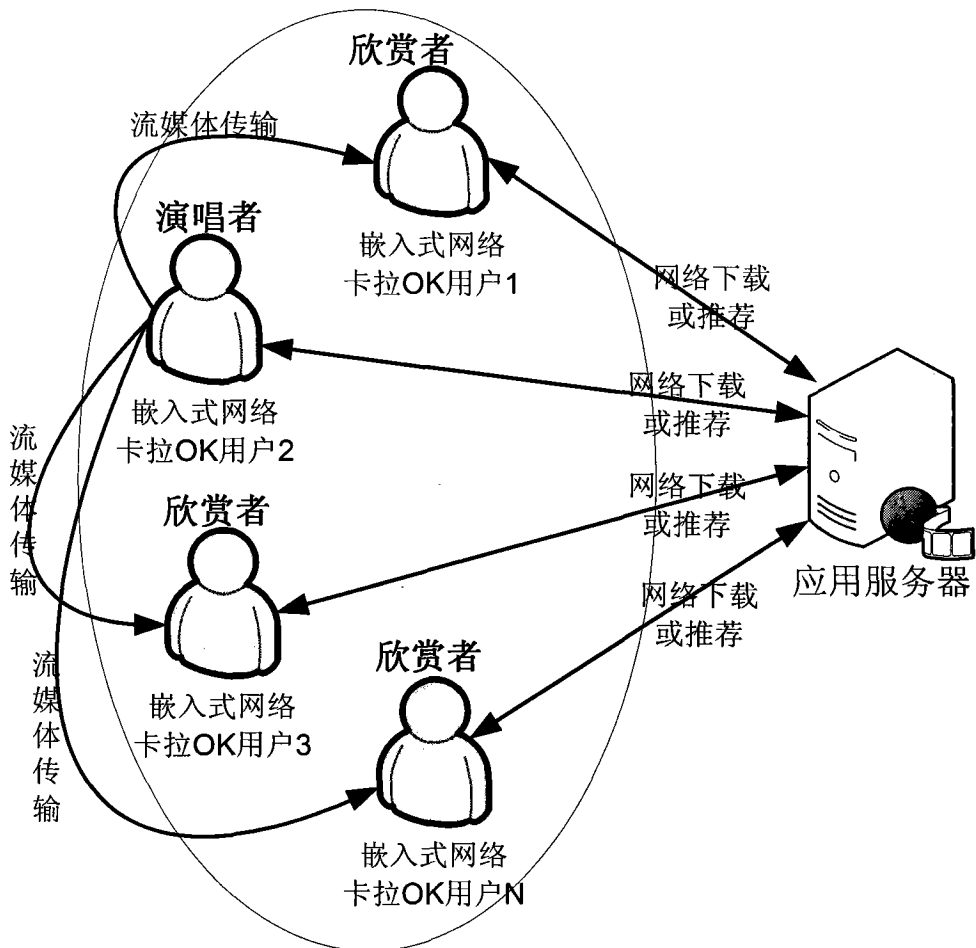 欣赏者
流媒体传输
演唱者
嵌入式网络
卡拉OK用户1
网络下载
或推荐
嵌入式网络
卡拉OK用户2
网络下载
或推荐
流媒体传输
欣赏者
网络下载
或推荐
应用服务器
网络下载
或推荐
欣赏者
流媒体传输
嵌入式网络
卡拉OK用户3
嵌入式网络
卡拉OK用户N